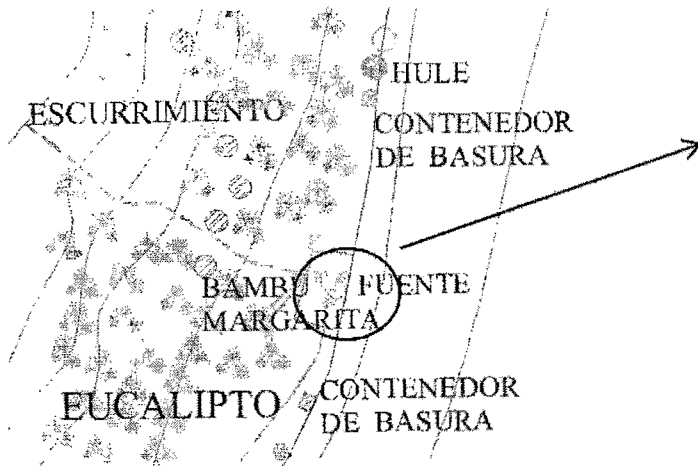 HULE
ESCURRIMIENTO
CONTENEDOR
DE BASURA
BAMBU
MARGARITA
FUENTE
EUCALIPTO
CONTENEDOR
DE BASURA